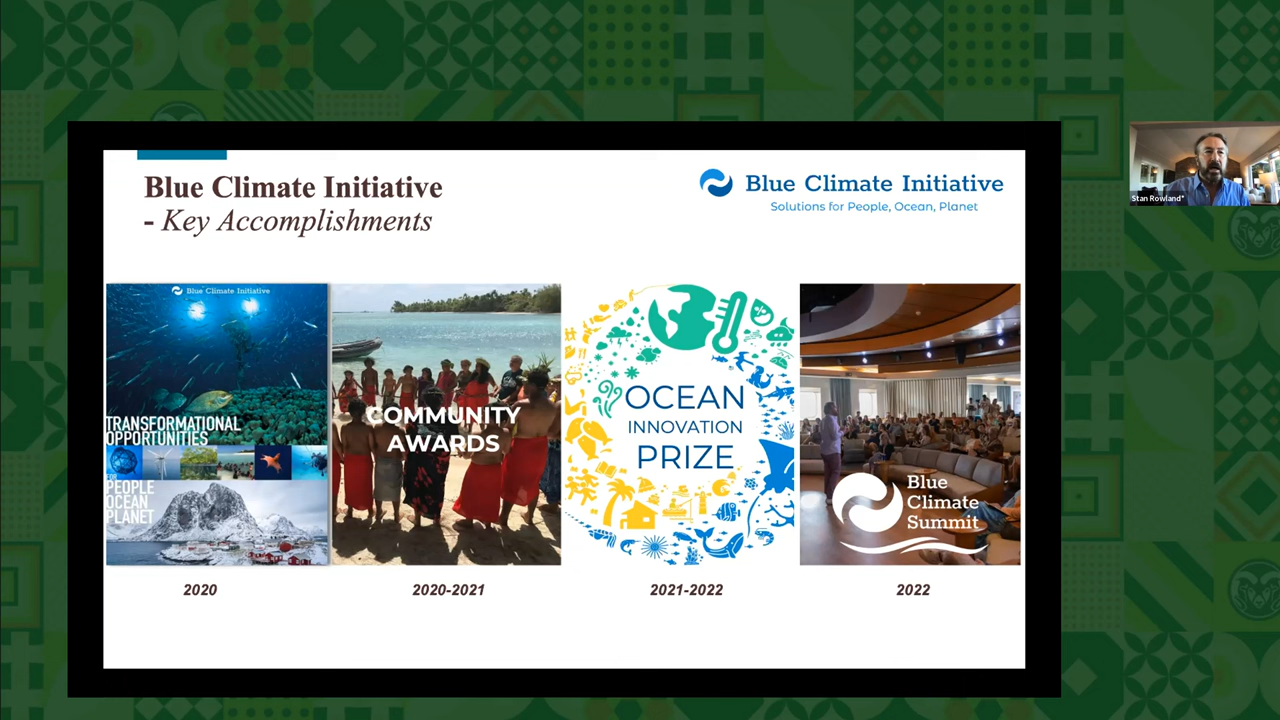 Blue Climate Initiative
- Key Accomplishments
Blue Climate Initiative
Solutions for People, Ocean, Planet
Stan Rowland*
Blue Climate Initiative
TRANSFORMATIONAL
OPPORTUNITIES
FOR
PEOPLE
OCEAN
PLANET
COMMUNITY
AWARDS
OCEAN
INNOVATION
PRIZE
Blue
Climate
Summit
2020
2020-2021
2021-2022
2022